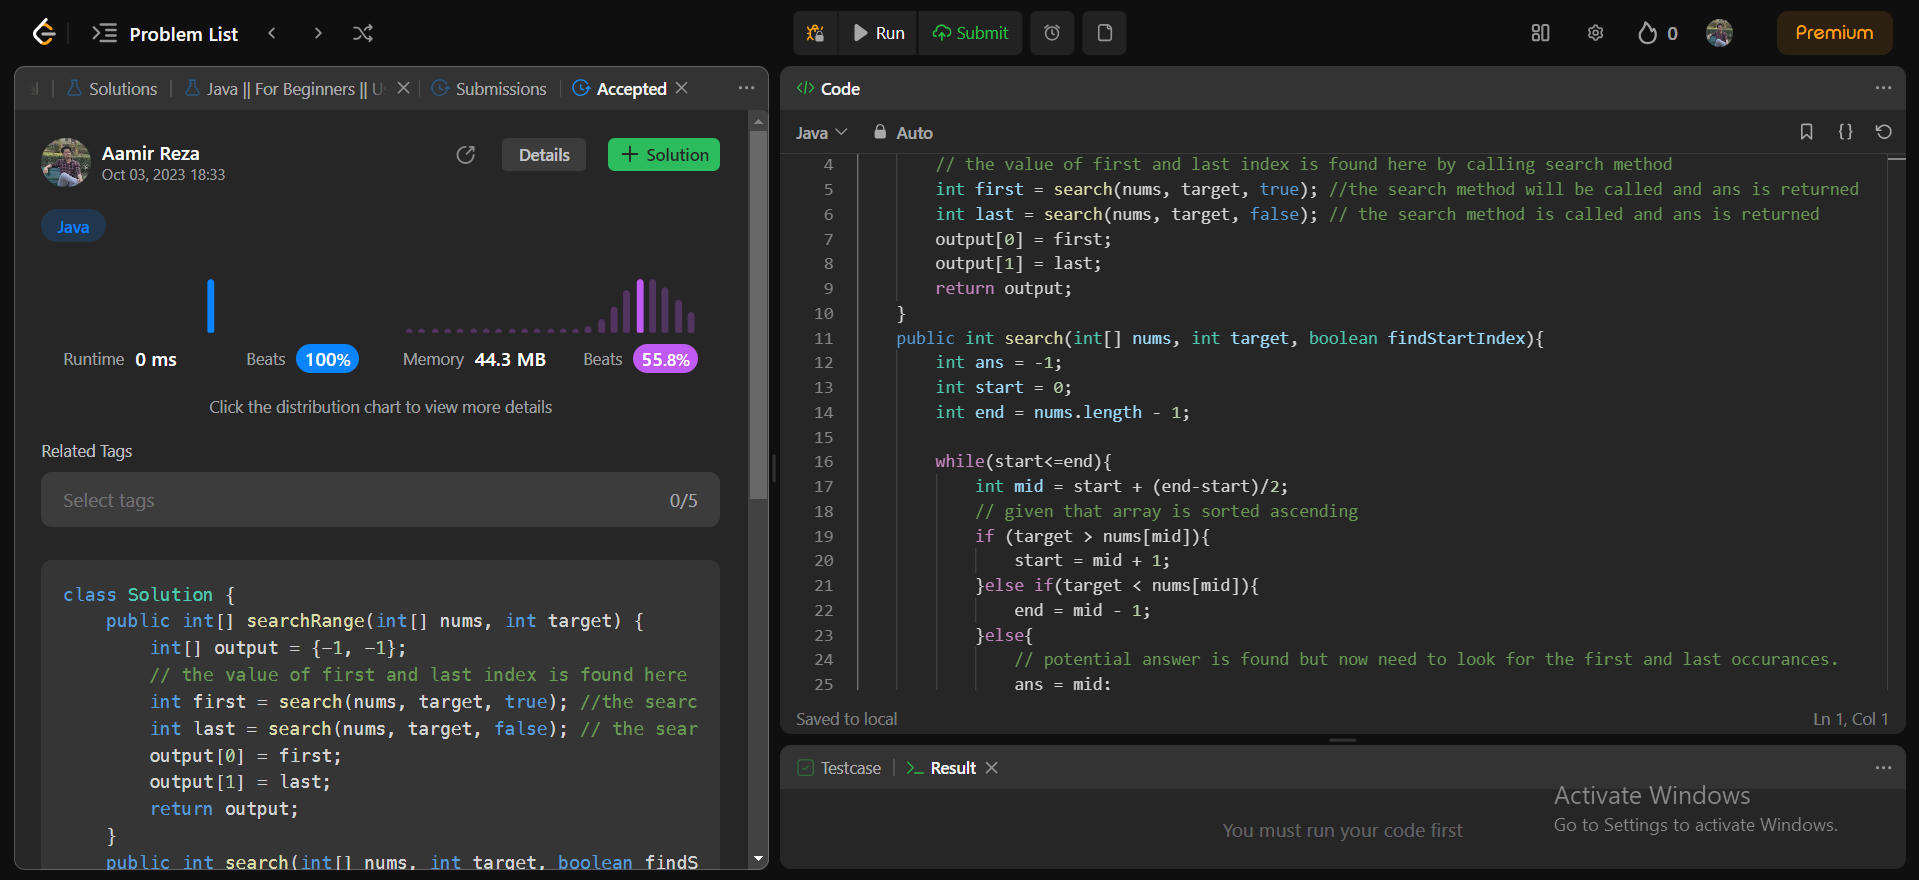 Problem List
Run
Submit
0
Premium
Solutions
Java || For Beginners || U
Submissions
Accepted
Aamir Reza
Oct 03, 2023 18:33
Details
Solution
Java
Runtime 0 ms
Beats 100%
Memory 44.3 MB
Beats 55.8%
Click the distribution chart to view more details
Related Tags
Select tags
0/5
class Solution {
public int[] searchRange(int[] nums, int target) {
int[] output = {-1, -1};
// the value of first and last index is found here
int first = search(nums, target, true); //the searc
int last = search(nums, target, false); // the sear
output[0] = first;
output[1] = last;
return output;
}
public int search(int[] nums, int target, boolean findS
Code
Java
Auto
4 // the value of first and last index is found here by calling search method
5 int first = search(nums, target, true); //the search method will be called and ans is returned
6 int last = search(nums, target, false); // the search method is called and ans is returned
7 output[0] = first;
8 output[1] = last;
9 return output;
10 }
11 public int search(int[] nums, int target, boolean findStartIndex){
12 int ans = -1;
13 int start = 0;
14 int end = nums.length - 1;
15
16 while(start<=end){
17 int mid = start + (end-start)/2;
18 // given that array is sorted ascending
19 if (target > nums[mid]){
20 start = mid + 1;
21 }else if(target < nums[mid]){
22 end = mid - 1;
23 }else{
24 // potential answer is found but now need to look for the first and last occurances.
25 ans = mid;
Saved to local
Ln 1, Col 1
Testcase
>_ Result
You must run your code first
Activate Windows
Go to Settings to activate Windows.